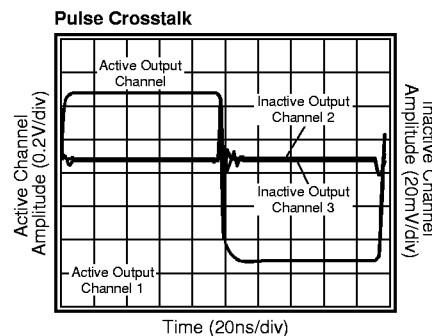 Pulse Crosstalk
Active Output
Channel
Inactive Output
Channel 2
Inactive Output
Channel 3
Active Output
Channel 1
Active Channel
Amplitude (0.2V/div)
Inactive Channel
Amplitude (20mV/div)
Time (20ns/div)